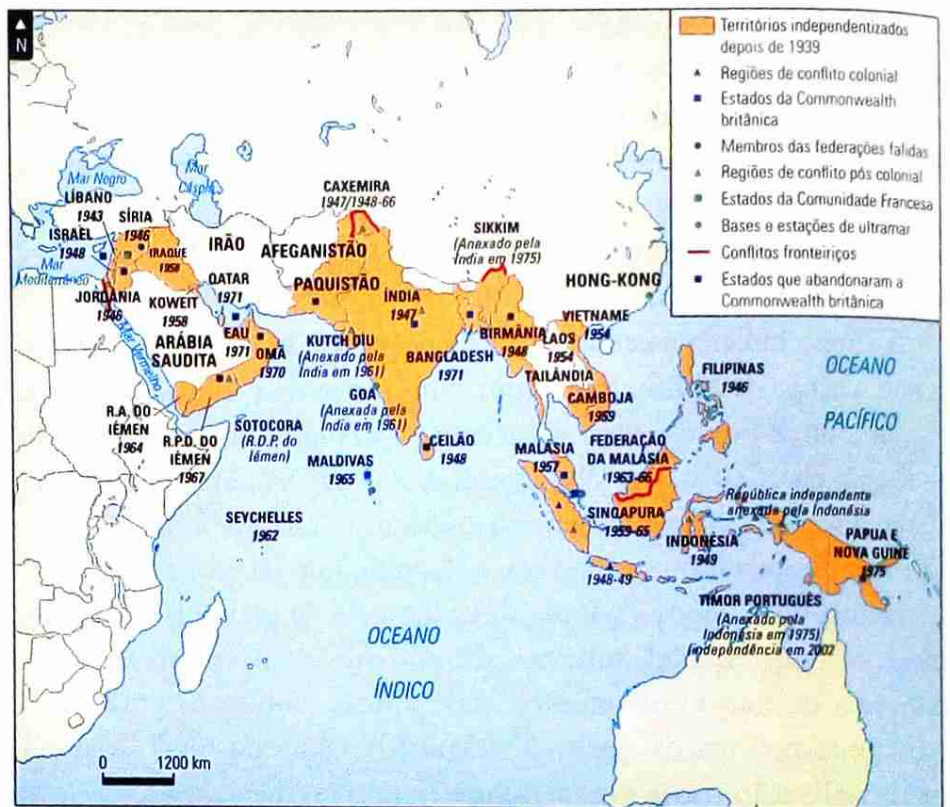 N
Territórios independentizados
depois de 1939
Regiões de conflito colonial
Estados da Commonwealth
britânica
Membros das federações falidas
Regiões de conflito pós colonial
Estados da Comunidade Francesa
Bases e estações de ultramar
Conflitos fronteiriços
Estados que abandonaram a
Commonwealth britânica
Mar Negro
Mar
Cáspio
LÍBANO
1943
SÍRIA
1946
ISRAEL
1948
IRAQUE
1958
Mar
Mediterrâneo
JORDÂNIA
1946
KOWEIT
1958
IRÃO
AFEGANISTÃO
CAXEMIRA
1947/1948-66
PAQUISTÃO
SIKKIM
(Anexado pela
Índia em 1975)
HONG-KONG
QATAR
1971
EAU
1971
OMÃ
1970
ARÁBIA
SAUDITA
Mar Vermelho
ÍNDIA
1947
KUTCH DIU
(Anexado pela
Índia em 1961)
BANGLADESH
1971
BIRMÂNIA
1948
VIETNAME
1954
LAOS
1954
TAILÂNDIA
CAMBOJA
1959
FILIPINAS
1946
OCEANO
PACÍFICO
GOA
(Anexada pela
Índia em 1961)
R.A. DO
IÉMEN
1964
R.P.D. DO
IÉMEN
1967
SOTOCORA
(R.D.P. do
Iémen)
MALDIVAS
1965
CEILÃO
1948
MALÁSIA
1957
FEDERAÇÃO
DA MALÁSIA
1963-66
SEYCHELLES
1962
SINGAPURA
1959-65
INDONÉSIA
1949
República independente
anexada pela Indonésia
PAPUA E
NOVA GUINÉ
1975
1948-49
TIMOR PORTUGUÊS
(Anexado pela
Indonésia em 1975)
Independência em 2002
OCEANO
ÍNDICO
0 1200 km